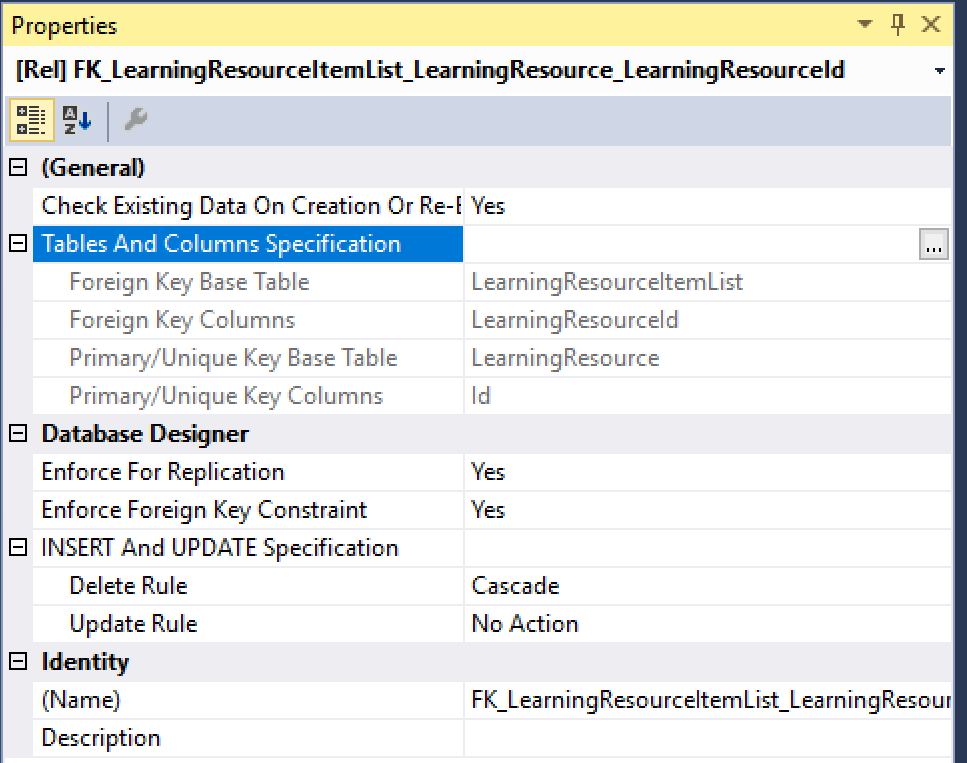 Properties
[Rel] FK_LearningResourceItemList_LearningResource_LearningResourceId
(General)
Check Existing Data On Creation Or Re-E Yes
Tables And Columns Specification ...
Foreign Key Base Table LearningResourceItemList
Foreign Key Columns LearningResourceId
Primary/Unique Key Base Table LearningResource
Primary/Unique Key Columns Id
Database Designer
Enforce For Replication Yes
Enforce Foreign Key Constraint Yes
INSERT And UPDATE Specification
Delete Rule Cascade
Update Rule No Action
Identity
(Name) FK_LearningResourceItemList_LearningResour
Description